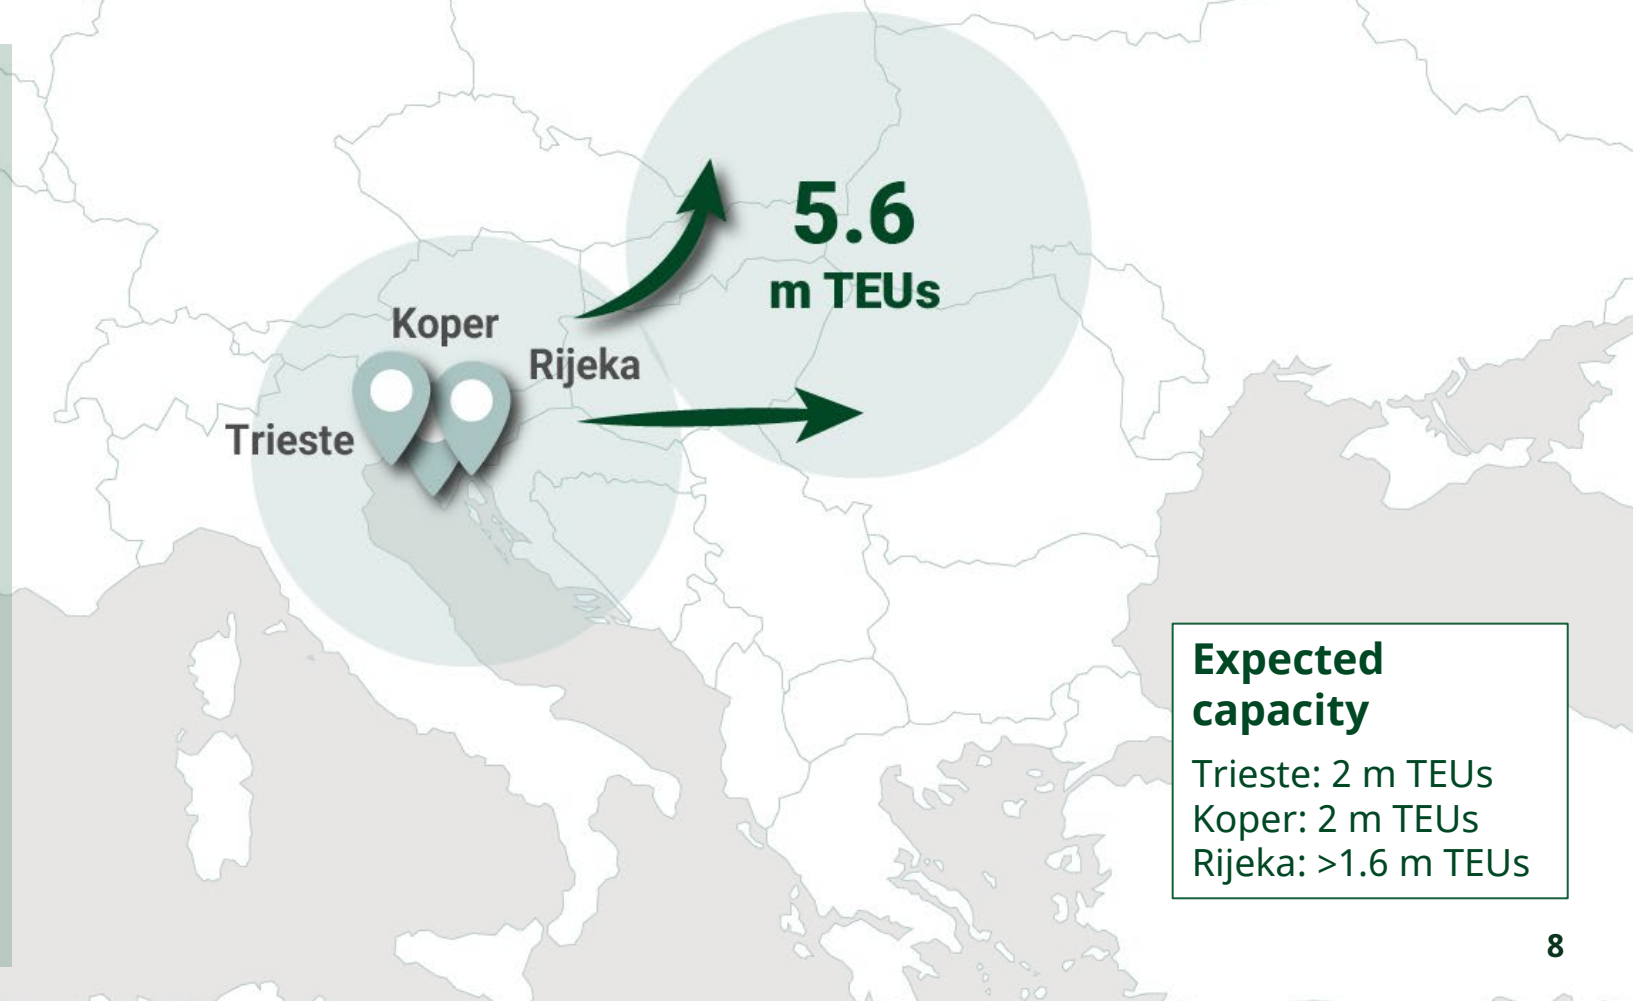 5.6
m TEUs
Koper
Rijeka
Trieste
Expected
capacity
Trieste: 2 m TEUs
Koper: 2 m TEUs
Rijeka: >1.6 m TEUs
8